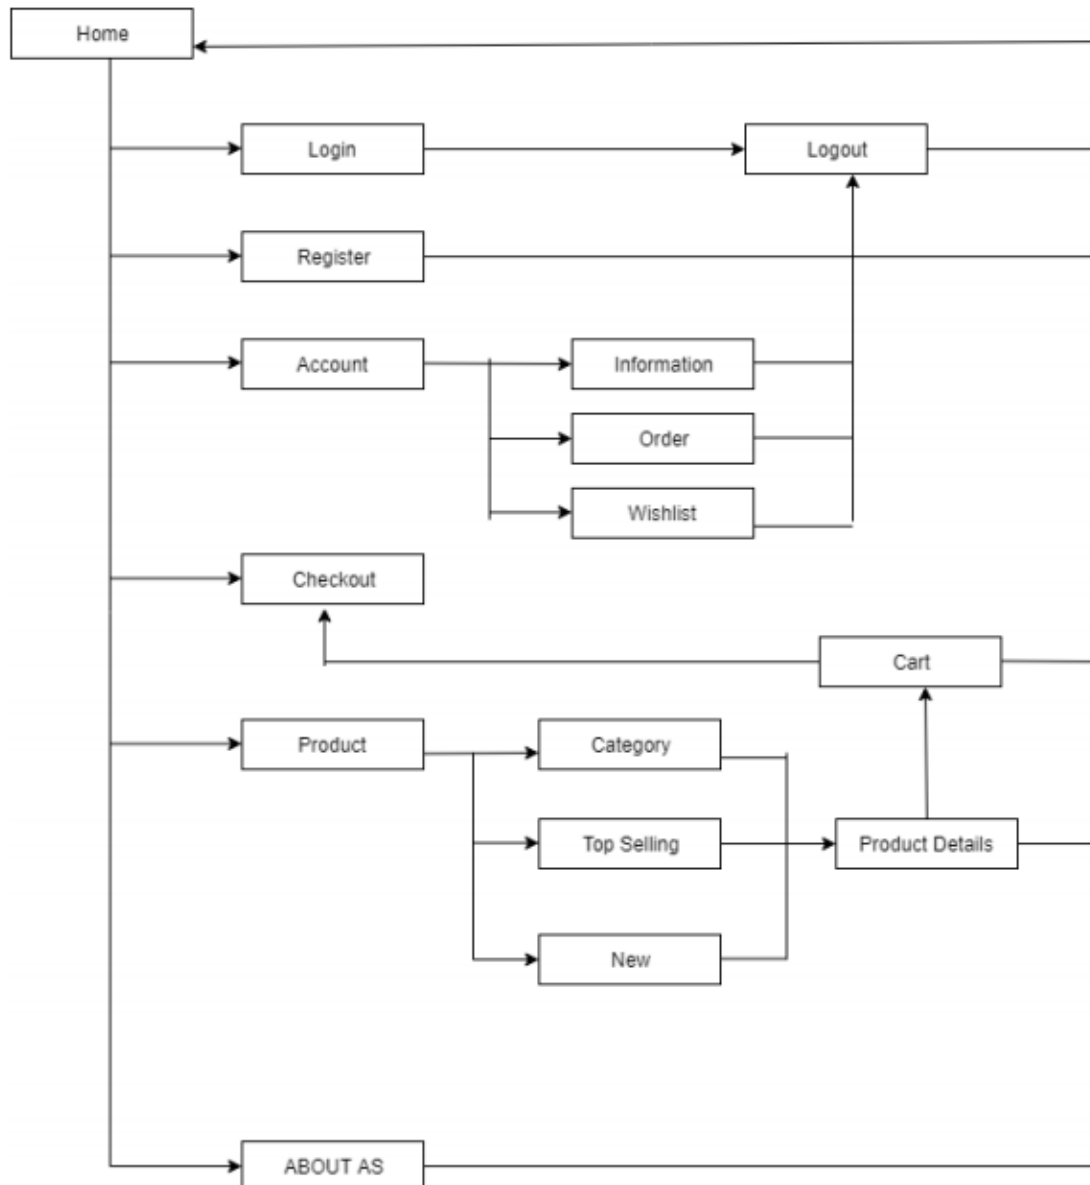 Home
Login
Logout
Register
Account
Information
Order
Wishlist
Checkout
Cart
Product
Category
Top Selling
Product Details
New
ABOUT AS